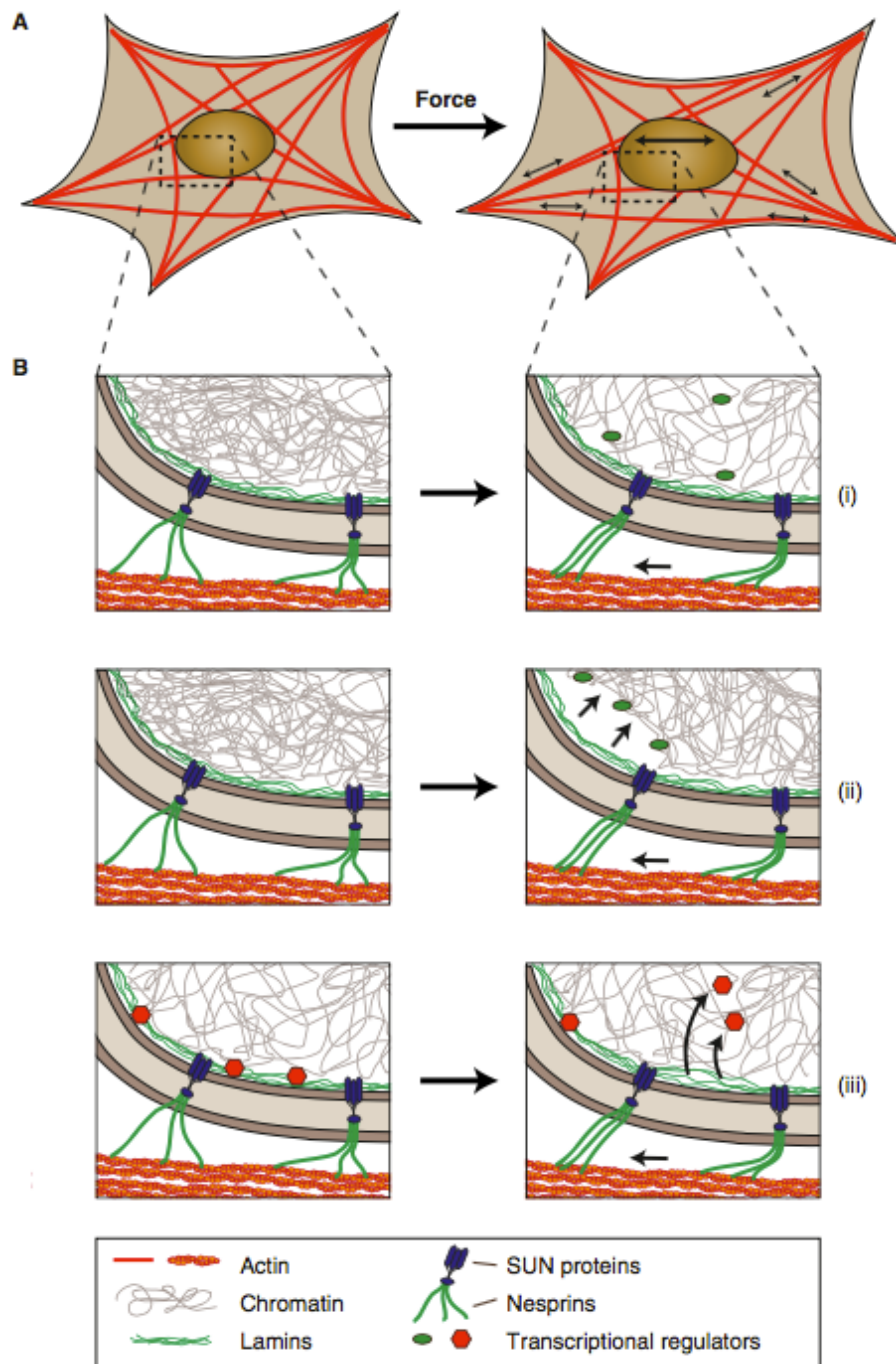 A
Force
B
(i)
(ii)
(iii)
Actin
SUN proteins
Chromatin
Nesprins
Lamins
Transcriptional regulators